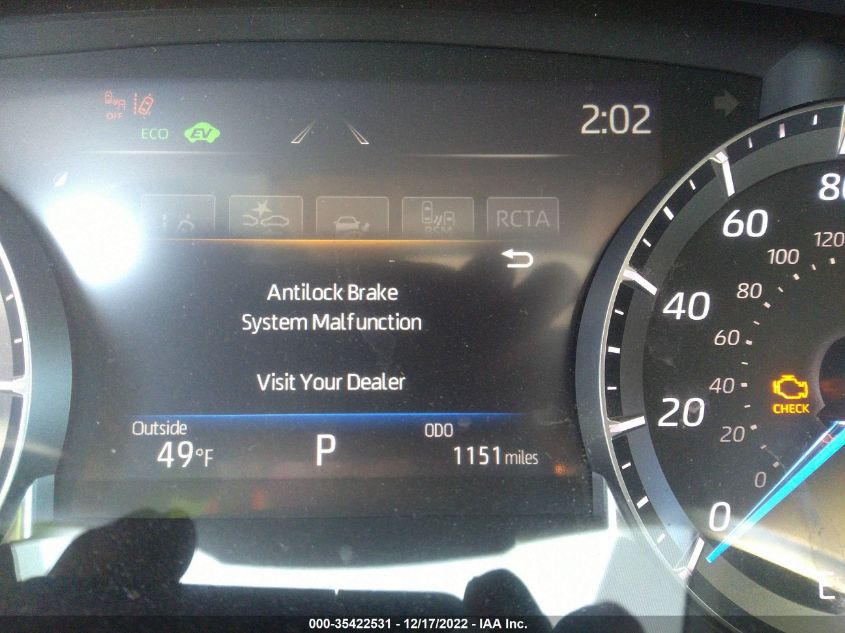 OFF
ECO EV
2:02
BSM RCTA
80
60
120
100
Antilock Brake
System Malfunction
80
40
60
Visit Your Dealer
40
CHECK
20
Outside
ODO
20
49°F P 1151 miles
0
0
E
000-35422531 - 12/17/2022 - IAA Inc.